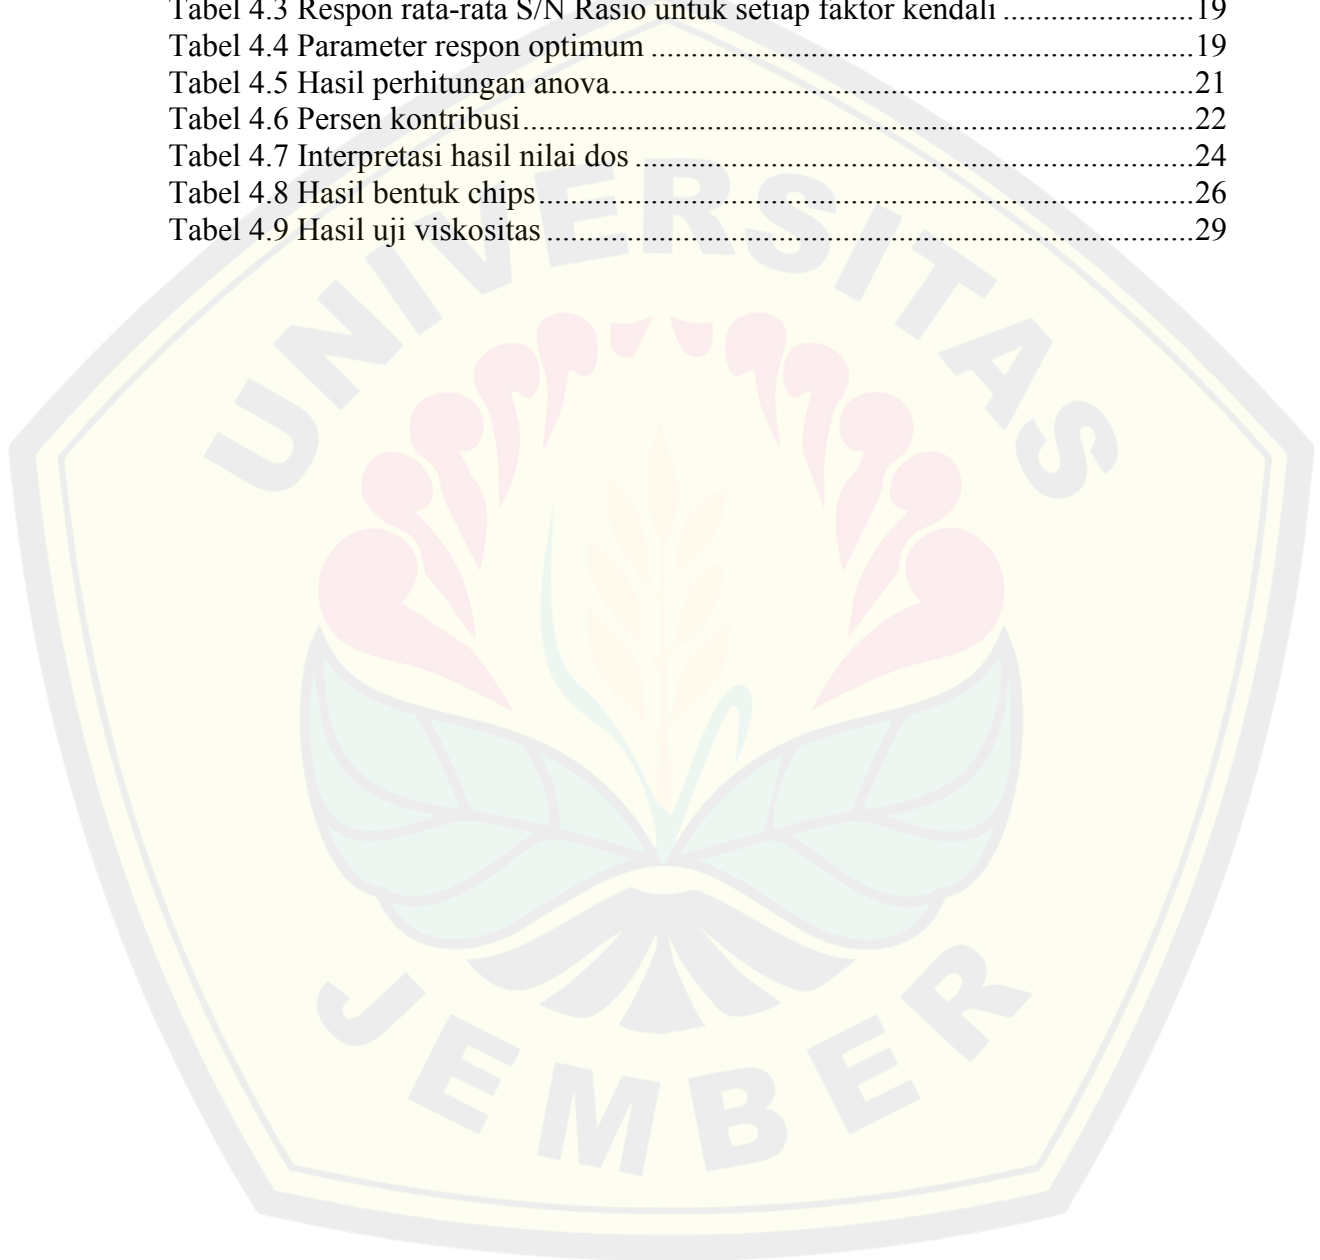 Tabel 4.3 Respon rata-rata S/N Rasio untuk setiap faktor kendali ........................19
Tabel 4.4 Parameter respon optimum ....................................................................19
Tabel 4.5 Hasil perhitungan anova.........................................................................21
Tabel 4.6 Persen kontribusi....................................................................................22
Tabel 4.7 Interpretasi hasil nilai dos ......................................................................24
Tabel 4.8 Hasil bentuk chips..................................................................................26
Tabel 4.9 Hasil uji viskositas .................................................................................29
UNIVERSITAS
JEMBER